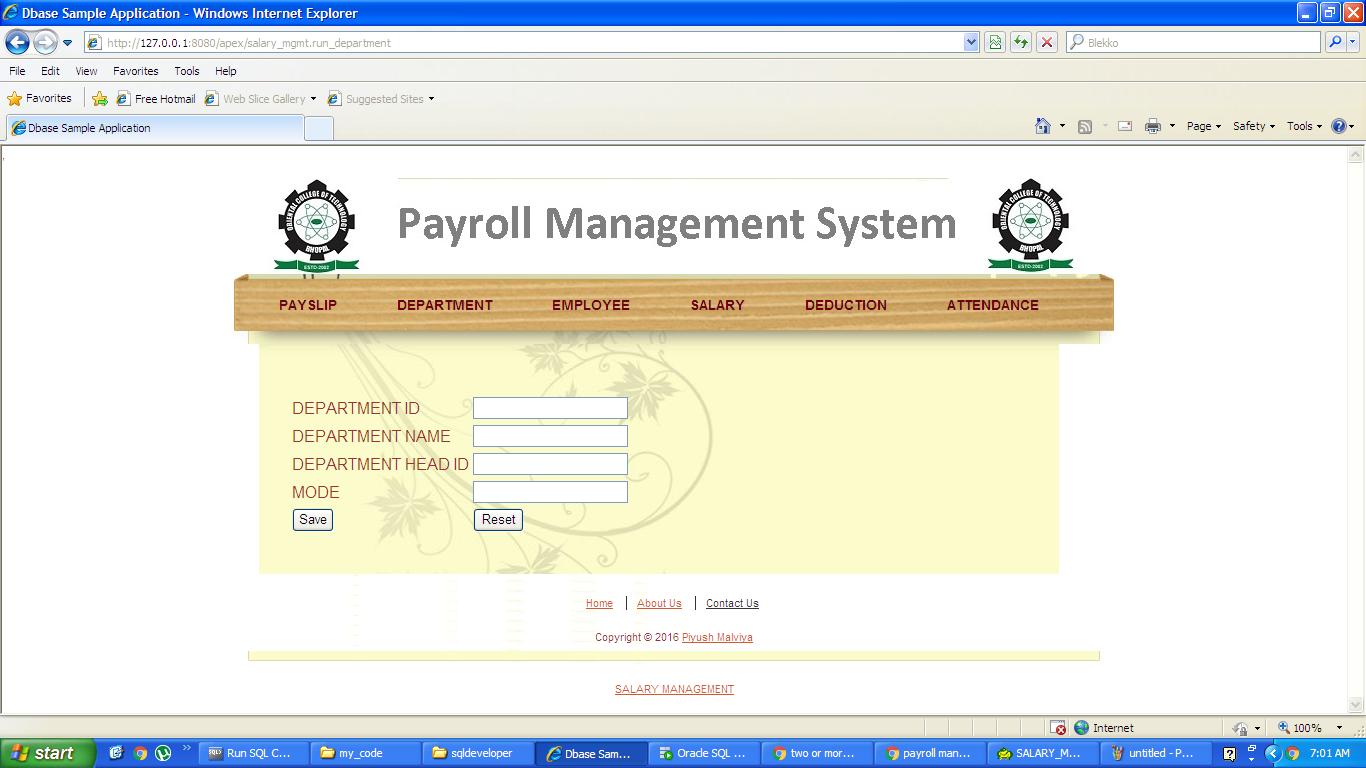 Dbase Sample Application - Windows Internet Explorer
http://127.0.0.1:8080/apex/salary_mgmt.run_department
Blekko
File Edit View Favorites Tools Help
Favorites Free Hotmail Web Slice Gallery Suggested Sites
Dbase Sample Application
Page Safety Tools
ORIENTAL COLLEGE OF TECHNOLOGY
BHOPAL
ESTD-2002
Payroll Management System
ORIENTAL COLLEGE OF TECHNOLOGY
BHOPAL
ESTD-2002
PAYSLIP DEPARTMENT EMPLOYEE SALARY DEDUCTION ATTENDANCE
DEPARTMENT ID
DEPARTMENT NAME
DEPARTMENT HEAD ID
MODE
Save Reset
Home About Us Contact Us
Copyright © 2016 Piyush Malviya
SALARY MANAGEMENT
Internet 100%
start Run SQL C... my_code sqldeveloper Dbase Sam... Oracle SQL ... two or mor... payroll man... SALARY_M... untitled - P... 7:01 AM